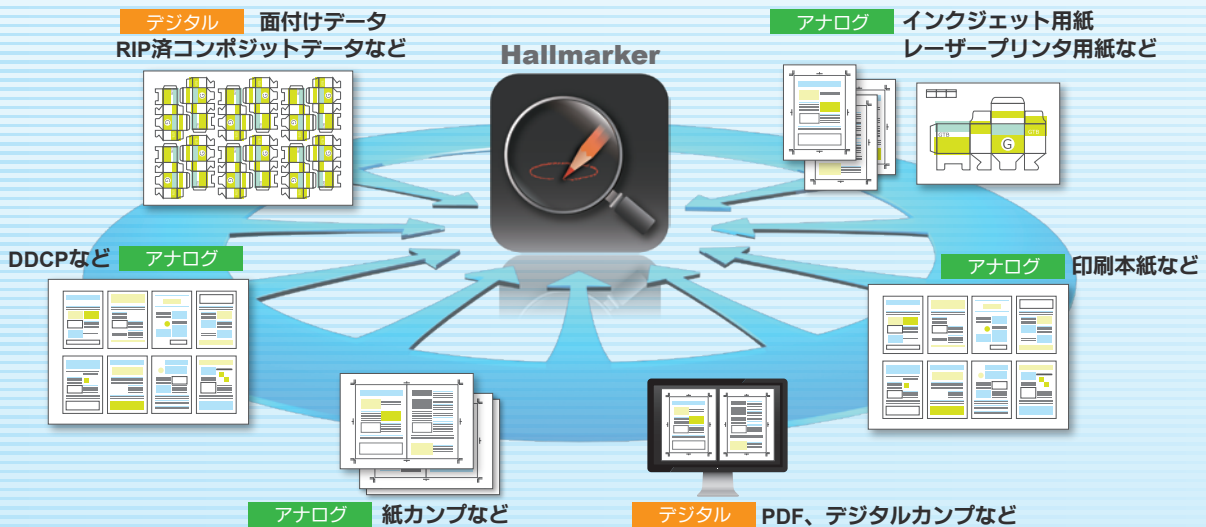 デジタル 面付けデータ
RIP済コンポジットデータなど
アナログ インクジェット用紙
レーザープリンタ用紙など
Hallmarker
G
GTB
G
GTB
DDCPなど アナログ
アナログ 印刷本紙など
アナログ 紙カンプなど
デジタル PDF、デジタルカンプなど